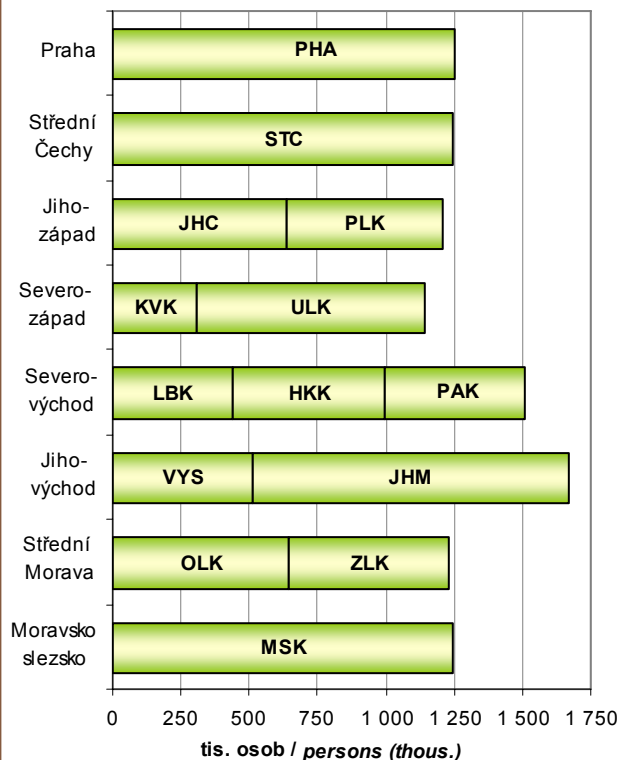 Praha
PHA
Střední
Čechy
STC
Jiho-
západ
JHC PLK
Severo-
západ
KVK ULK
Severo-
východ
LBK HKK PAK
Jiho-
východ
VYS JHM
Střední
Morava
OLK ZLK
Moravsko
slezsko
MSK
0 250 500 750 1 000 1 250 1 500 1 750
tis. osob / persons (thous.)